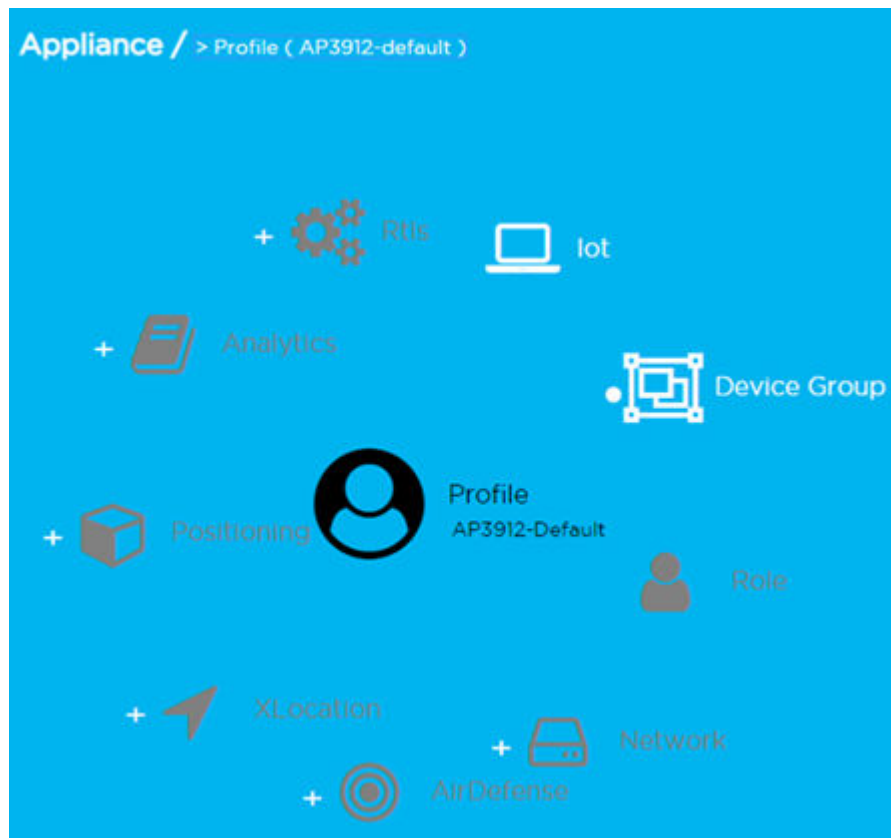 Appliance / > Profile ( AP3912-default )
+ Rtls
Iot
+ Analytics
Device Group
Profile
AP3912-Default
+ Positioning
Role
+ XLocation
+ Network
+ AirDefense